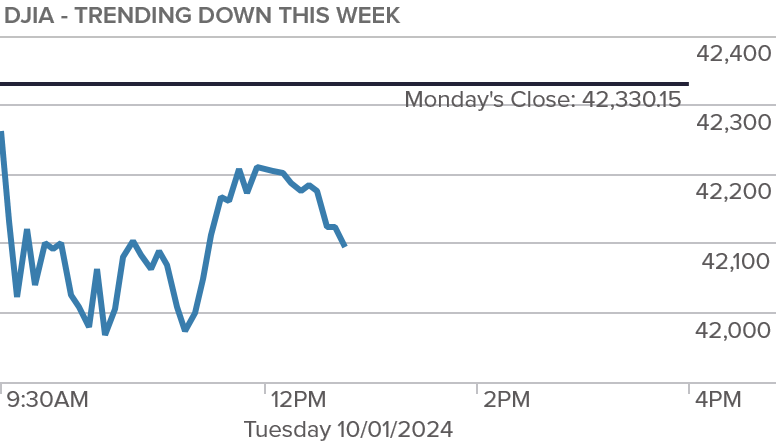 DJIA - TRENDING DOWN THIS WEEK
42,400
Monday's Close: 42,330.15
42,300
42,200
42,100
42,000
9:30AM 12PM 2PM 4PM
Tuesday 10/01/2024